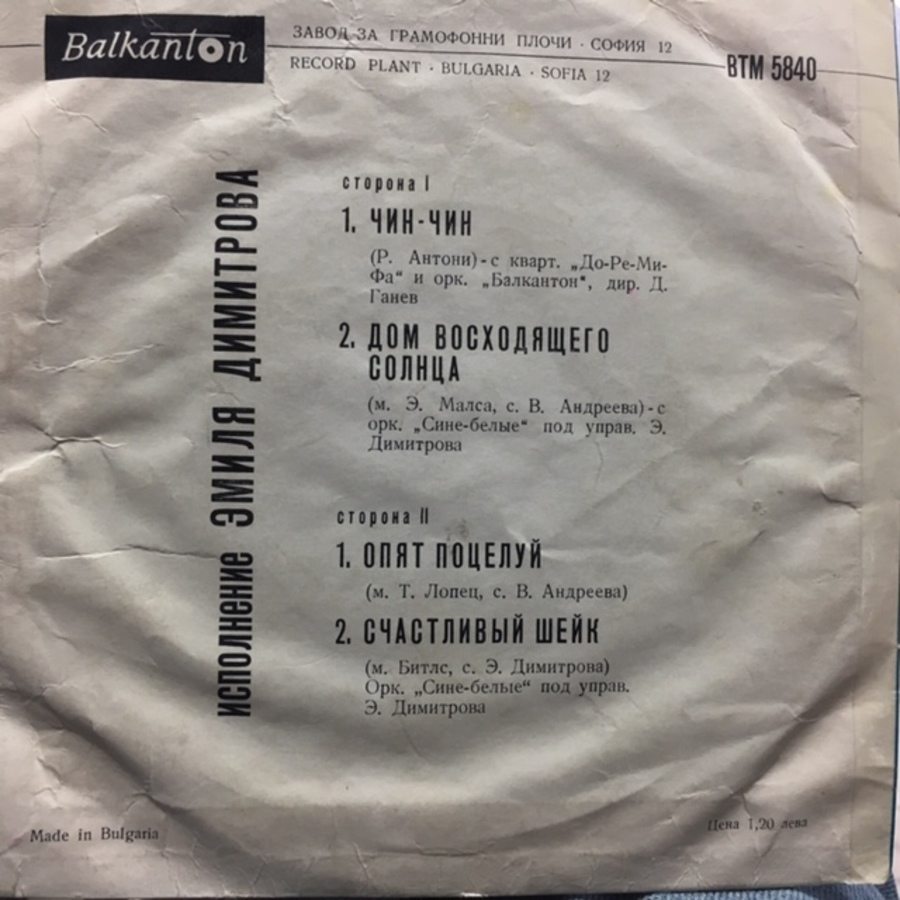 Balkanton
ЗАВОД ЗА ГРАМОФОННИ ПЛОЧИ · СОФИЯ 12
RECORD PLANT · BULGARIA · SOFIA 12
ВТМ 5840
исполнение ЭМИЛЯ ДИМИТРОВА
сторона I
1. ЧИН-ЧИН
(Р. Антони)-с кварт. „До-Ре-Ми-
Фа“ и орк. „Балкантон“, дир. Д.
Ганев
2. ДОМ ВОСХОДЯЩЕГО
СОЛНЦА
(м. Э. Малса, с. В. Андреева)-с
орк. „Сине-белые“ под управ. Э.
Димитрова
сторона II
1. ОПЯТ ПОЦЕЛУЙ
(м. Т. Лопец, с. В. Андреева)
2. СЧАСТЛИВЫЙ ШЕЙК
(м. Битлс, с. Э. Димитрова)
Орк. „Сине-белые“ под управ.
Э. Димитрова
Made in Bulgaria
Цена 1,20 лева